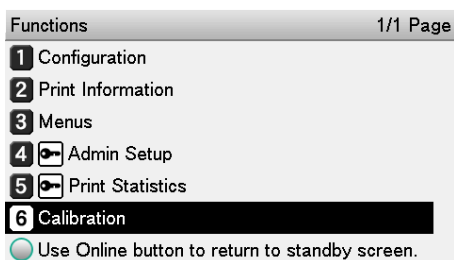 Functions 1/1 Page
1 Configuration
2 Print Information
3 Menus
4 Admin Setup
5 Print Statistics
6 Calibration
Use Online button to return to standby screen.